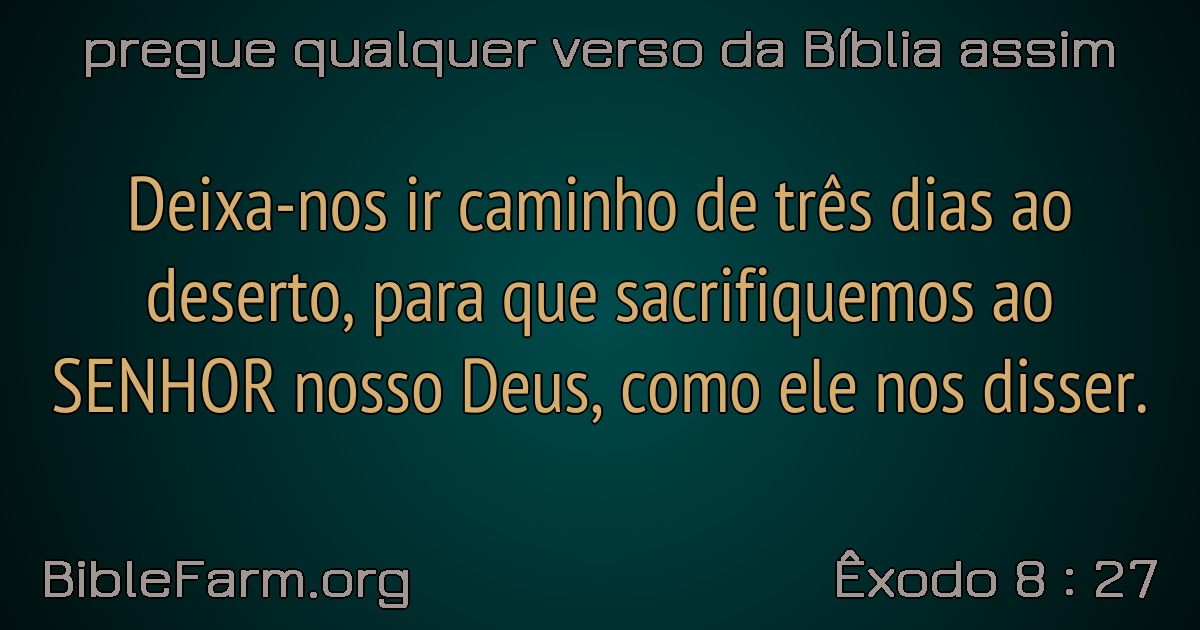 pregue qualquer verso da Bíblia assim
Deixa-nos ir caminho de três dias ao
deserto, para que sacrifiquemos ao
SENHOR nosso Deus, como ele nos disser.
BibleFarm.org
Êxodo 8 : 27